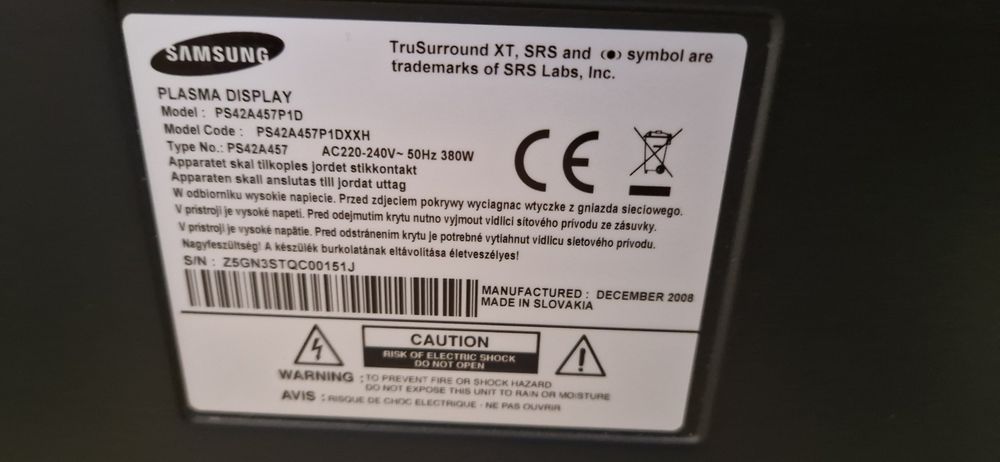 SAMSUNG
TruSurround XT, SRS and (●) symbol are
trademarks of SRS Labs, Inc.
PLASMA DISPLAY
Model : PS42A457P1D
Model Code : PS42A457P1DXXH
Type No.: PS42A457 AC220-240V~ 50Hz 380W
Apparatet skal tilkoples jordet stikkontakt
Apparaten skall anslutas till jordat uttag
W odbiorniku wysokie napiecie. Przed zdjeciem pokrywy wyciagnac wtyczke z gniazda sieciowego.
V prístroji je vysoké napetí. Pred odejmutím krytu nutno vyjmout vidlici sítového prívodu ze zásuvky.
V prístroji je vysoké napätie. Pred odstránením krytu je potrebné vytiahnut vidlicu sietového prívodu.
Nagyfeszültség! A készülék burkolatának eltávolítása életveszélyes!
S/N : Z5GN3STQC00151J
MANUFACTURED : DECEMBER 2008
MADE IN SLOVAKIA
CE
CAUTION
RISK OF ELECTRIC SHOCK
DO NOT OPEN
WARNING : TO PREVENT FIRE OR SHOCK HAZARD
DO NOT EXPOSE THIS UNIT TO RAIN OR MOISTURE
AVIS : RISQUE DE CHOC ELECTRIQUE - NE PAS OUVRIR